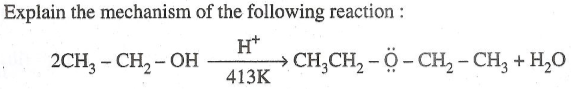 Explain the mechanism of the following reaction :
H⁺
2CH₃ – CH₂ – OH ⟶ CH₃CH₂ – Ö̤ – CH₂ – CH₃ + H₂O
413K